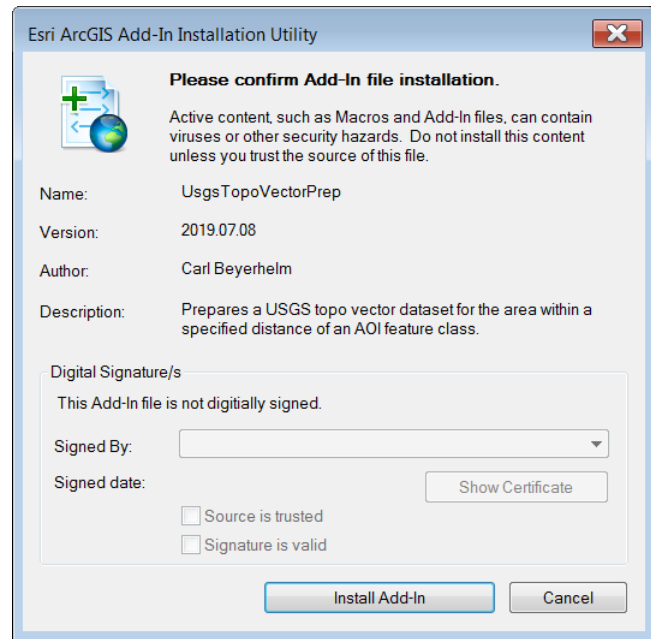 Esri ArcGIS Add-In Installation Utility
Please confirm Add-In file installation.
Active content, such as Macros and Add-In files, can contain
viruses or other security hazards. Do not install this content
unless you trust the source of this file.
Name: UsgsTopoVectorPrep
Version: 2019.07.08
Author: Carl Beyerhelm
Description: Prepares a USGS topo vector dataset for the area within a
specified distance of an AOI feature class.
Digital Signature/s
This Add-In file is not digitially signed.
Signed By:
Signed date:
Show Certificate
Source is trusted
Signature is valid
Install Add-In
Cancel